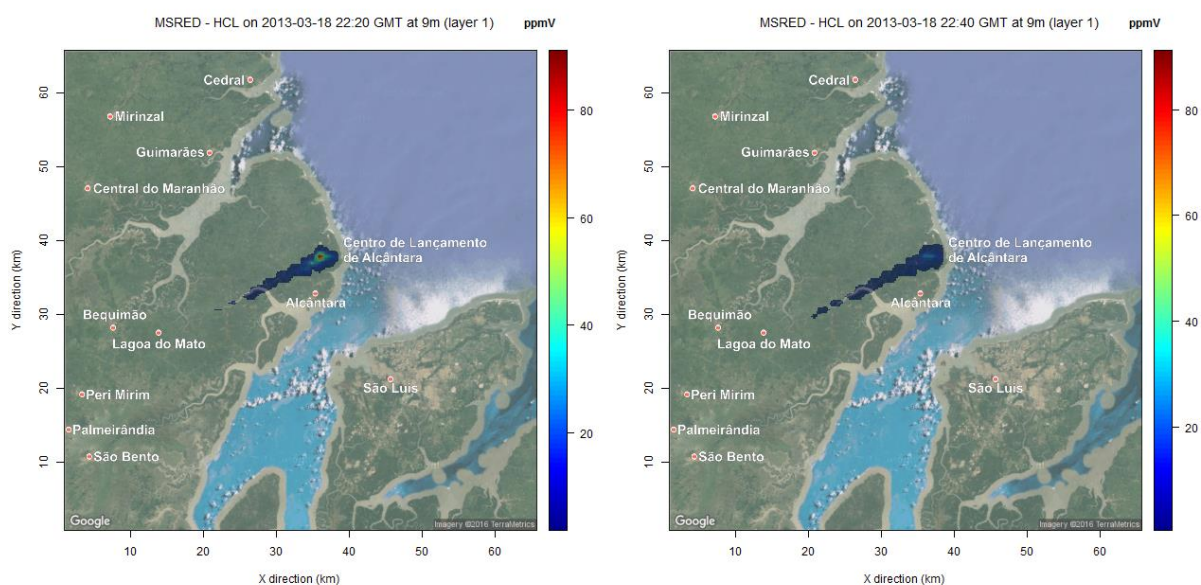 MSRED - HCL on 2013-03-18 22:20 GMT at 9m (layer 1) ppmV
Cedral
Mirinzal
Guimarães
Central do Maranhão
Centro de Lançamento
de Alcântara
Alcântara
Bequimão
Lagoa do Mato
São Luis
Peri Mirim
Palmeirândia
São Bento
Google
Imagery ©2016 TerraMetrics
10 20 30 40 50 60
X direction (km)
10 20 30 40 50 60
Y direction (km)
20 40 60 80
MSRED - HCL on 2013-03-18 22:40 GMT at 9m (layer 1) ppmV
Cedral
Mirinzal
Guimarães
Central do Maranhão
Centro de Lançamento
de Alcântara
Alcântara
Bequimão
Lagoa do Mato
São Luis
Peri Mirim
Palmeirândia
São Bento
Google
Imagery ©2016 TerraMetrics
10 20 30 40 50 60
X direction (km)
10 20 30 40 50 60
Y direction (km)
20 40 60 80